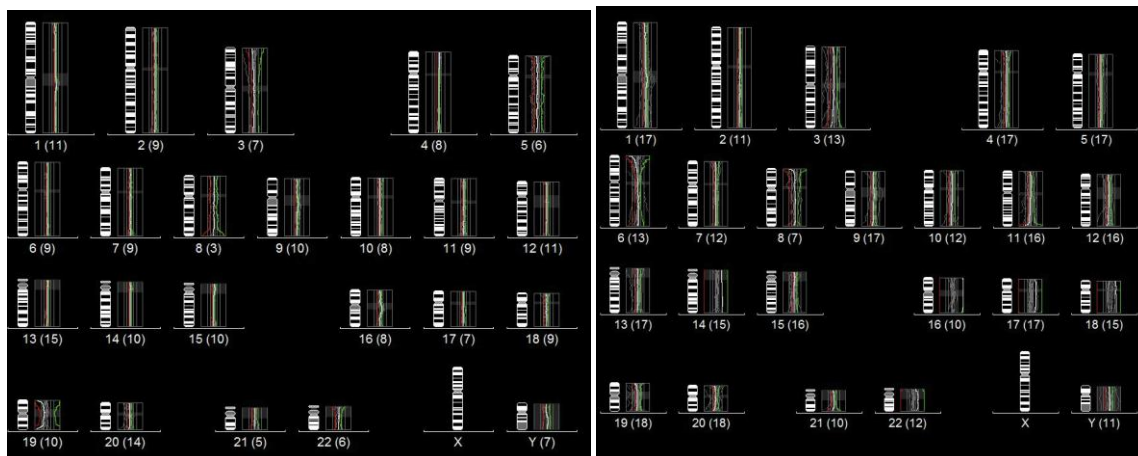 1 (11) 2 (9) 3 (7) 4 (8) 5 (6)
6 (9) 7 (9) 8 (3) 9 (10) 10 (8) 11 (9) 12 (11)
13 (15) 14 (10) 15 (10) 16 (8) 17 (7) 18 (9)
19 (10) 20 (14) 21 (5) 22 (6) X Y (7)
1 (17) 2 (11) 3 (13) 4 (17) 5 (17)
6 (13) 7 (12) 8 (7) 9 (17) 10 (12) 11 (16) 12 (16)
13 (17) 14 (15) 15 (16) 16 (10) 17 (17) 18 (15)
19 (18) 20 (18) 21 (10) 22 (12) X Y (11)